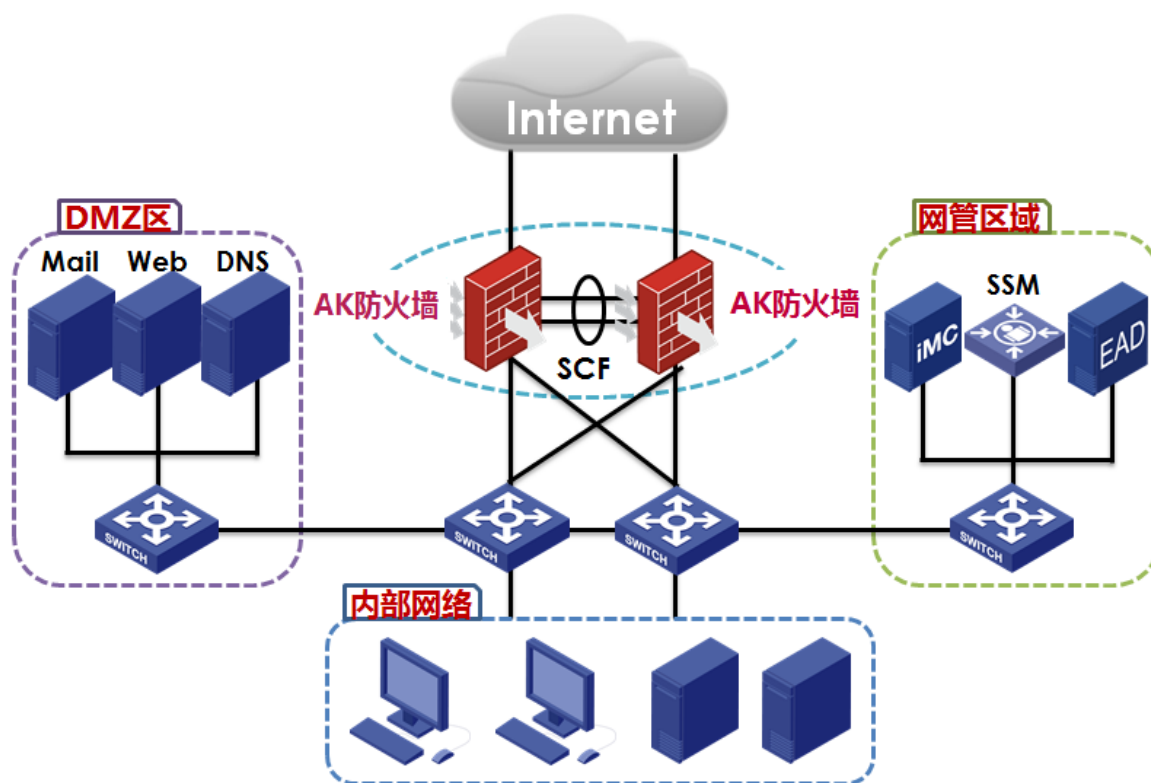 Internet
DMZ区
网管区域
Mail Web DNS
SSM
AK防火墙
AK防火墙
iMC
EAD
SCF
SWITCH
SWITCH
SWITCH
SWITCH
内部网络